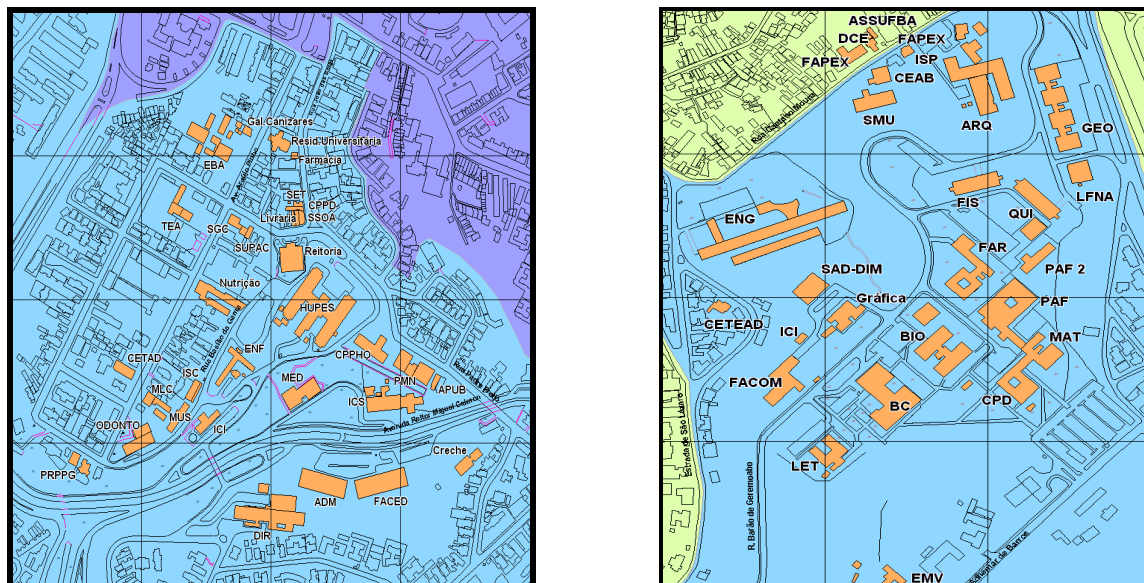 Gal.Canizares
Resid.Universitária
EBA
Farmácia
SET
CPPD
Livraria
SSOA
TEA
SGC
SUPAC
Reitoria
Nutrição
HUPES
ENF
CPPHO
CETAD
ISC
MED
PMN
APUB
MLC
ICS
MUS
ICI
ODONTO
Avenida Reitor Miguel Calmon
Creche
PRPPG
ADM
FACED
DIR
ASSUFBA
DCE
FAPEX
FAPEX
ISP
CEAB
SMU
ARQ
GEO
LFNA
FIS
QUI
ENG
FAR
SAD-DIM
PAF 2
Gráfica
PAF
CETEAD
ICI
BIO
MAT
FACOM
BC
CPD
Estrada de São Lázaro
LET
R. Barão de Geremoabo
EMV